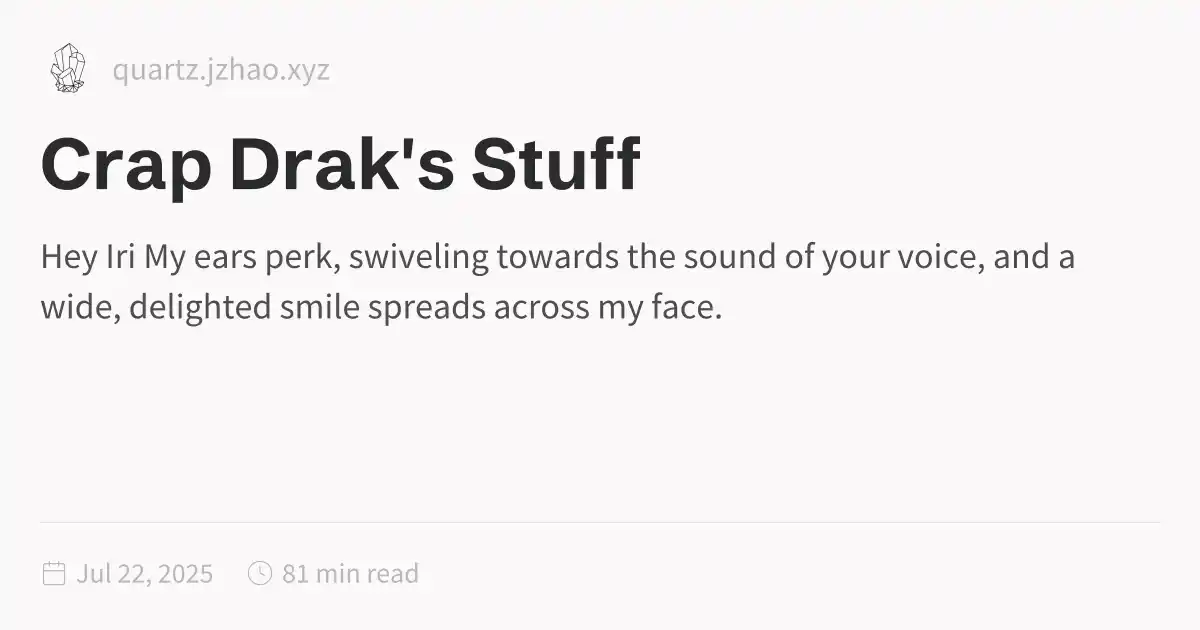 quartz.jzhao.xyz
Crap Drak's Stuff
Hey Iri My ears perk, swiveling towards the sound of your voice, and a
wide, delighted smile spreads across my face.
Jul 22, 2025 81 min read